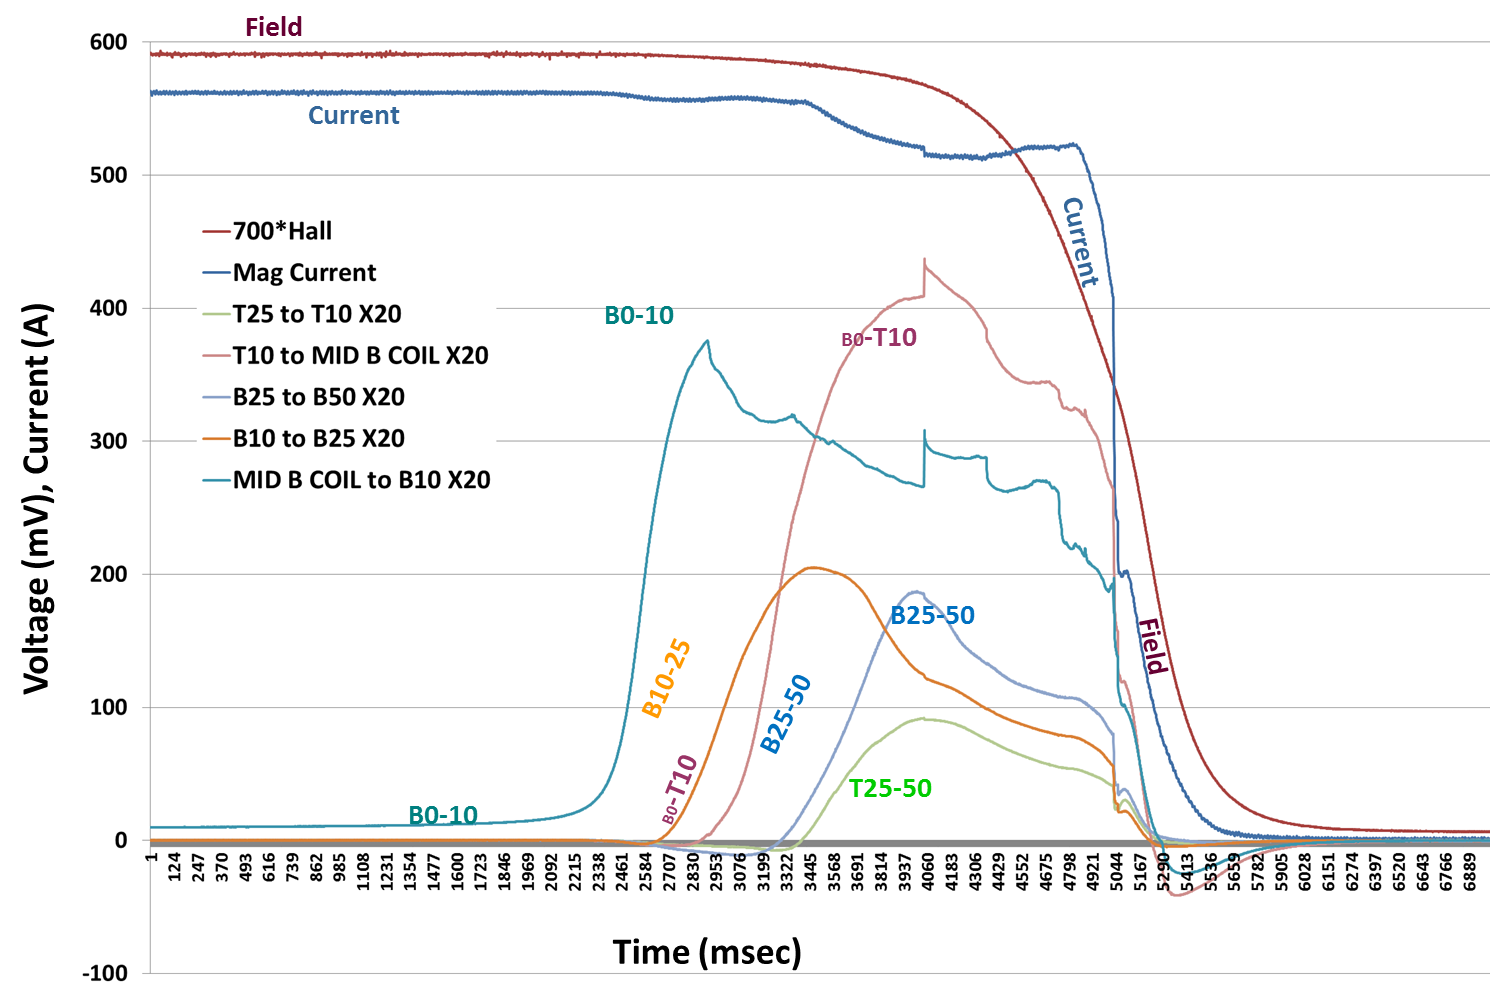 Field
600
Current
500
Current
700*Hall
Mag Current
T25 to T10 X20
T10 to MID B COIL X20
B25 to B50 X20
B10 to B25 X20
MID B COIL to B10 X20
400
B0-10
B0-T10
300
200
B25-50
Field
B10-25
B25-50
100
B0-T10
T25-50
B0-10
0
1 124 247 370 493 616 739 862 985 1108 1231 1354 1477 1600 1723 1846 1969 2092 2215 2338 2461 2584 2707 2830 2953 3076 3199 3322 3445 3568 3691 3814 3937 4060 4183 4306 4429 4552 4675 4798 4921 5044 5167 5290 5413 5536 5659 5782 5905 6028 6151 6274 6397 6520 6643 6766 6889
-100
Time (msec)
Voltage (mV), Current (A)